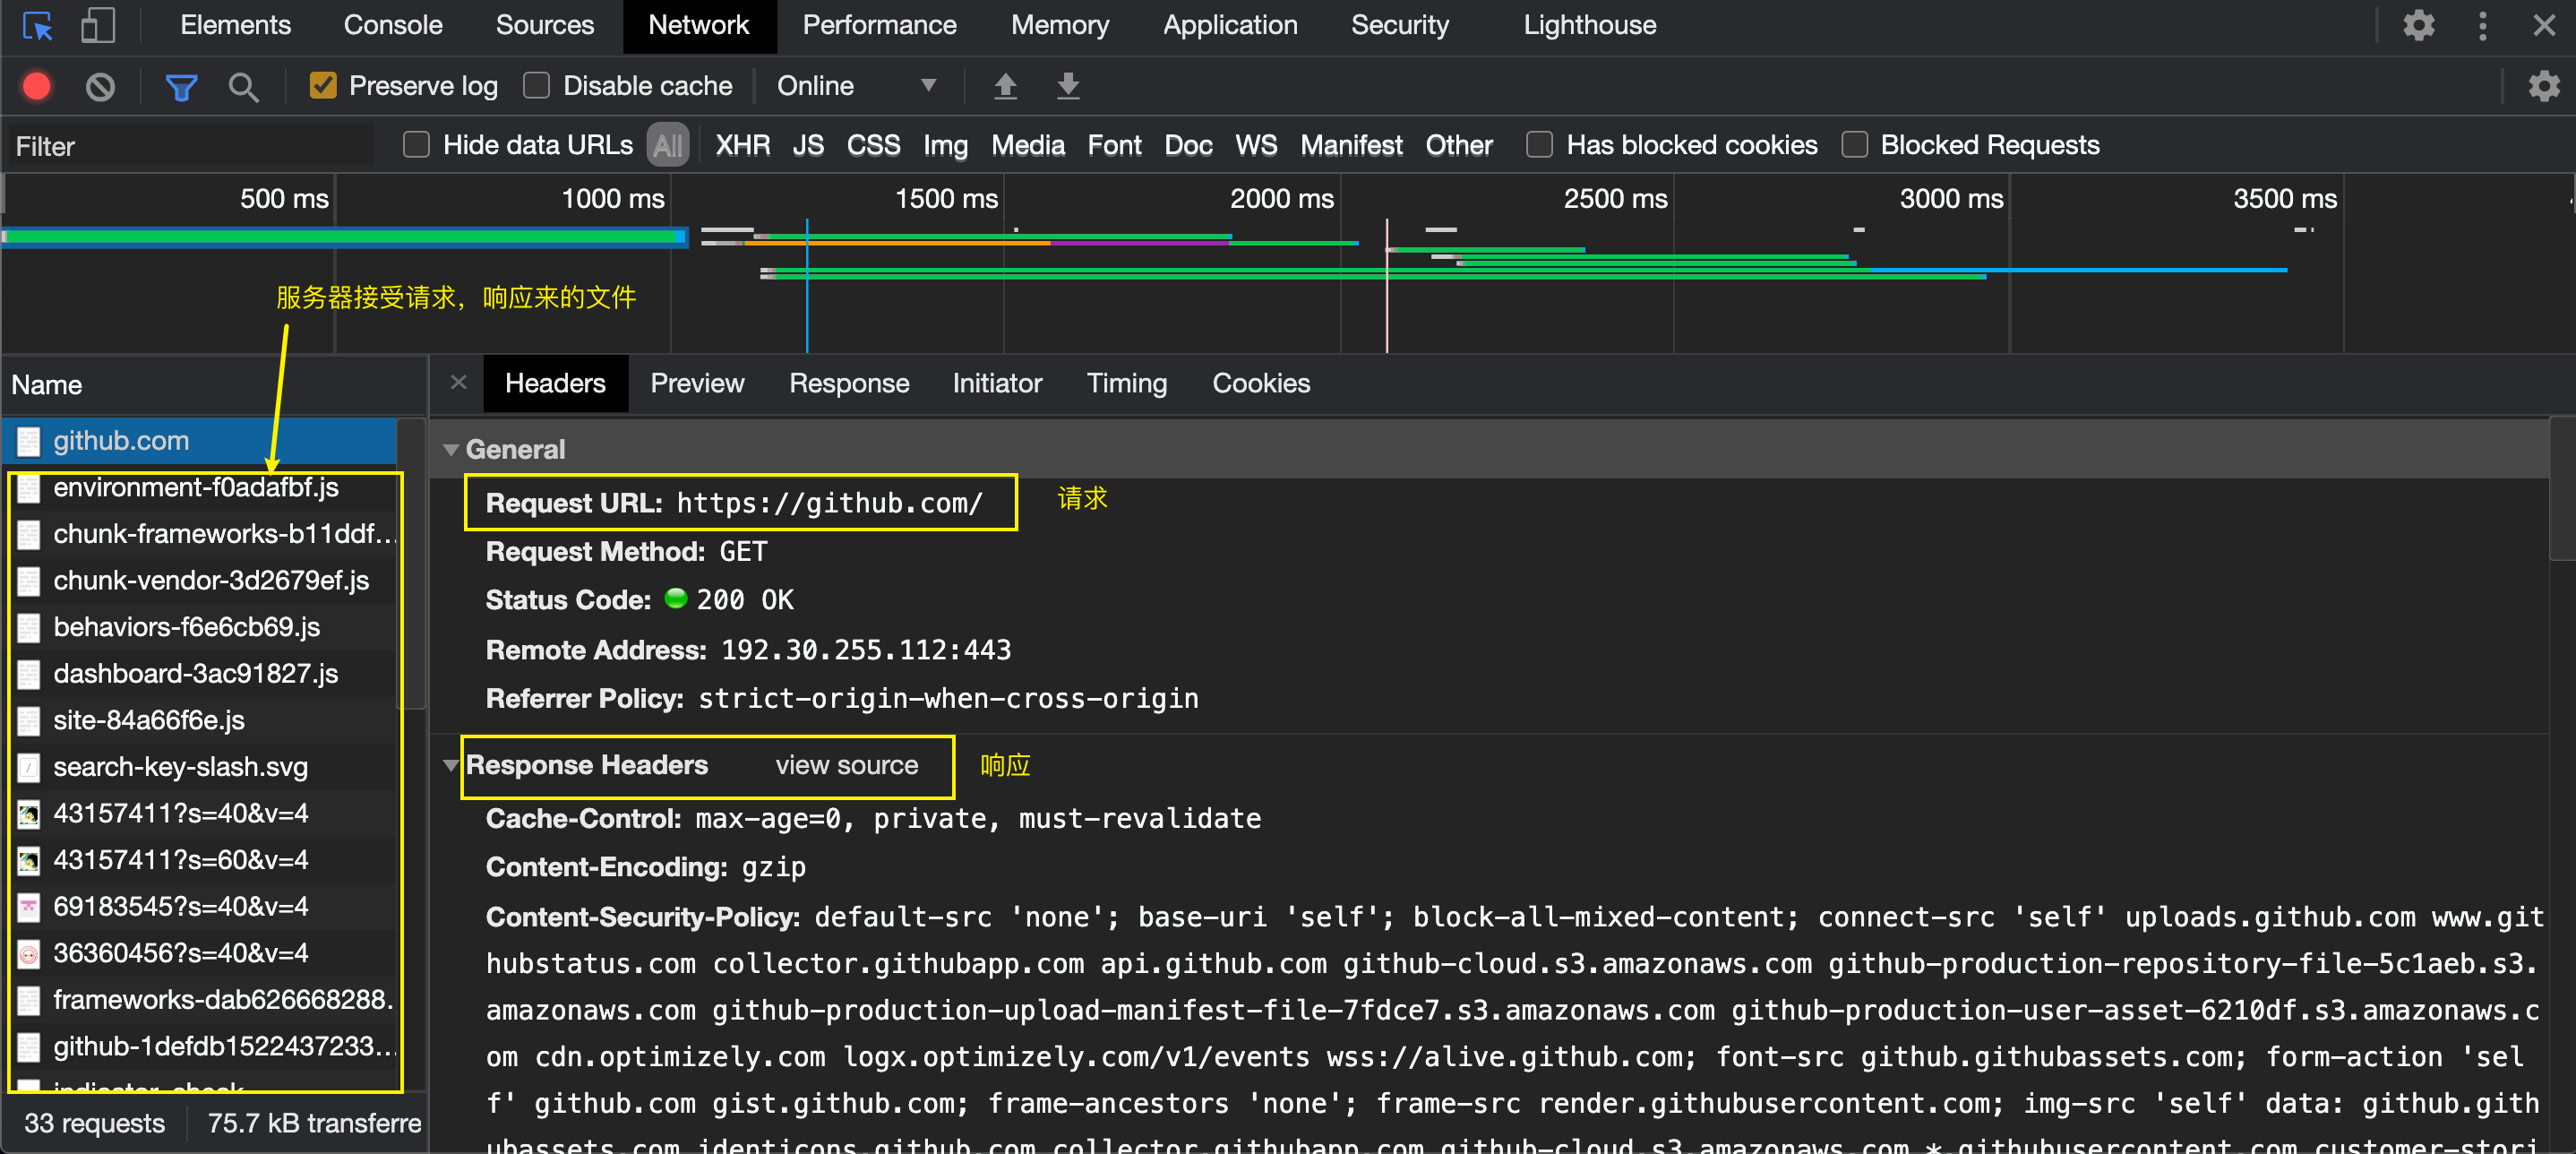 Elements Console Sources Network Performance Memory Application Security Lighthouse
Preserve log Disable cache Online
Filter Hide data URLs All XHR JS CSS Img Media Font Doc WS Manifest Other Has blocked cookies Blocked Requests
500 ms 1000 ms 1500 ms 2000 ms 2500 ms 3000 ms 3500 ms
服务器接受请求，响应来的文件
Name
github.com
environment-f0adafbf.js
chunk-frameworks-b11ddf...
chunk-vendor-3d2679ef.js
behaviors-f6e6cb69.js
dashboard-3ac91827.js
site-84a66f6e.js
search-key-slash.svg
43157411?s=40&v=4
43157411?s=60&v=4
69183545?s=40&v=4
36360456?s=40&v=4
frameworks-dab626668288.
github-1defdb1522437233...
indicator_check
33 requests 75.7 kB transferre
Headers Preview Response Initiator Timing Cookies
General
Request URL: https://github.com/ 请求
Request Method: GET
Status Code: 200 OK
Remote Address: 192.30.255.112:443
Referrer Policy: strict-origin-when-cross-origin
Response Headers view source 响应
Cache-Control: max-age=0, private, must-revalidate
Content-Encoding: gzip
Content-Security-Policy: default-src 'none'; base-uri 'self'; block-all-mixed-content; connect-src 'self' uploads.github.com www.git
hubstatus.com collector.githubapp.com api.github.com github-cloud.s3.amazonaws.com github-production-repository-file-5c1aeb.s3.
amazonaws.com github-production-upload-manifest-file-7fdce7.s3.amazonaws.com github-production-user-asset-6210df.s3.amazonaws.c
om cdn.optimizely.com logx.optimizely.com/v1/events wss://alive.github.com; font-src github.githubassets.com; form-action 'sel
f' github.com gist.github.com; frame-ancestors 'none'; frame-src render.githubusercontent.com; img-src 'self' data: github.gith
ubassets.com identicons.github.com collector.githubapp.com github-cloud.s3.amazonaws.com *.githubusercontent.com customer-stori